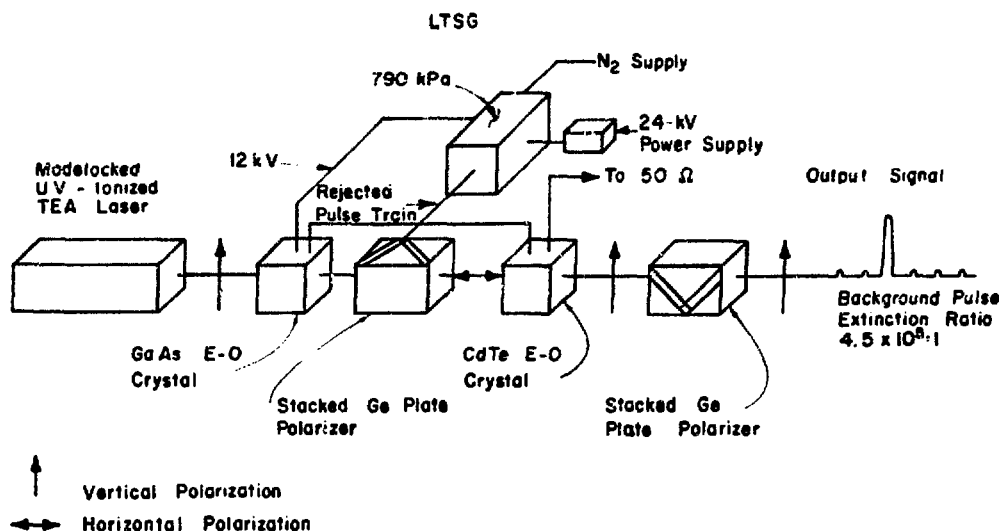 LTSG
N2 Supply
790 kPa
24-kV
Power Supply
12 kV
Modelocked
UV - Ionized
TEA Laser
Rejected
Pulse Train
To 50 Ω
Output Signal
Background Pulse
Extinction Ratio
4.5 x 10⁸:1
GaAs E-O
Crystal
CdTe E-O
Crystal
Stacked Ge Plate
Polarizer
Stacked Ge
Plate Polarizer
Vertical Polarization
Horizontal Polarization